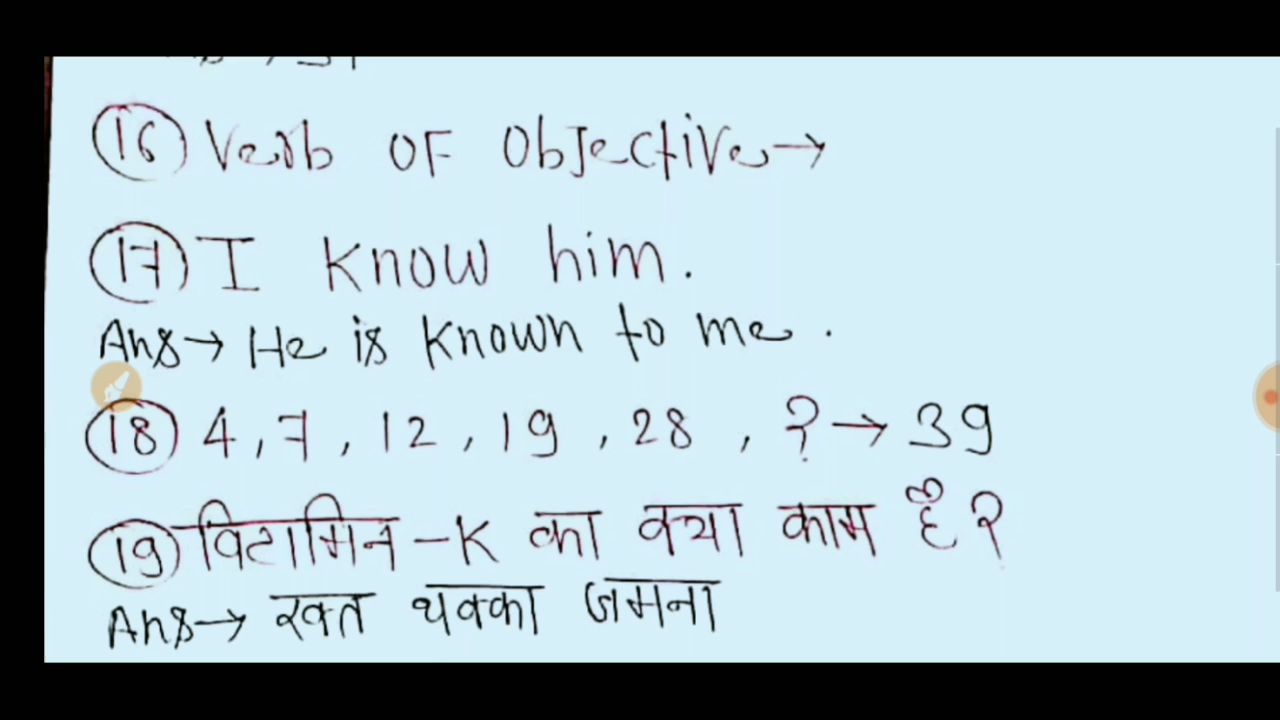 16 Verb OF Objective→
17 I know him.
Ans→ He is known to me.
18 4, 7, 12, 19, 28, ?→ 39
19 विटामिन-K का क्या काम है?
Ans→ रक्त थक्का जमना